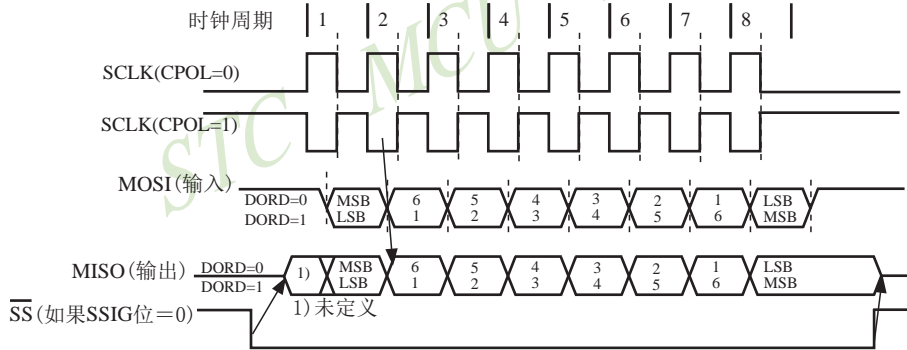 时钟周期 1 2 3 4 5 6 7 8
SCLK(CPOL=0)
SCLK(CPOL=1)
MOSI(输入)
DORD=0 MSB 6 5 4 3 2 1 LSB
DORD=1 LSB 1 2 3 4 5 6 MSB
MISO(输出)
DORD=0 1) MSB 6 5 4 3 2 1 LSB
DORD=1 LSB 1 2 3 4 5 6 MSB
1)未定义
SS(如果SSIG位=0)
STC MCU